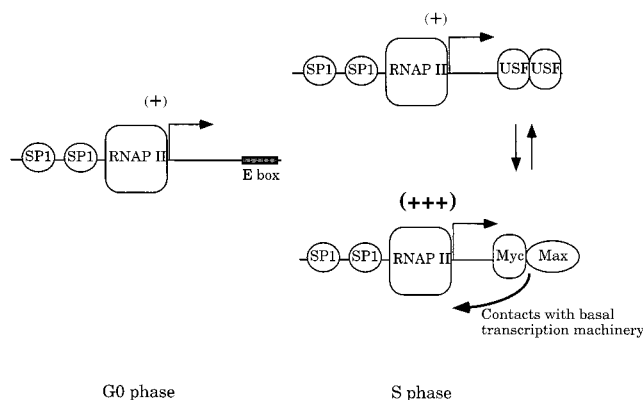 (+)
SP1 SP1 RNAP II USF USF
(+)
SP1 SP1 RNAP II
E box
(+++)
SP1 SP1 RNAP II Myc Max
Contacts with basal
transcription machinery
G0 phase S phase